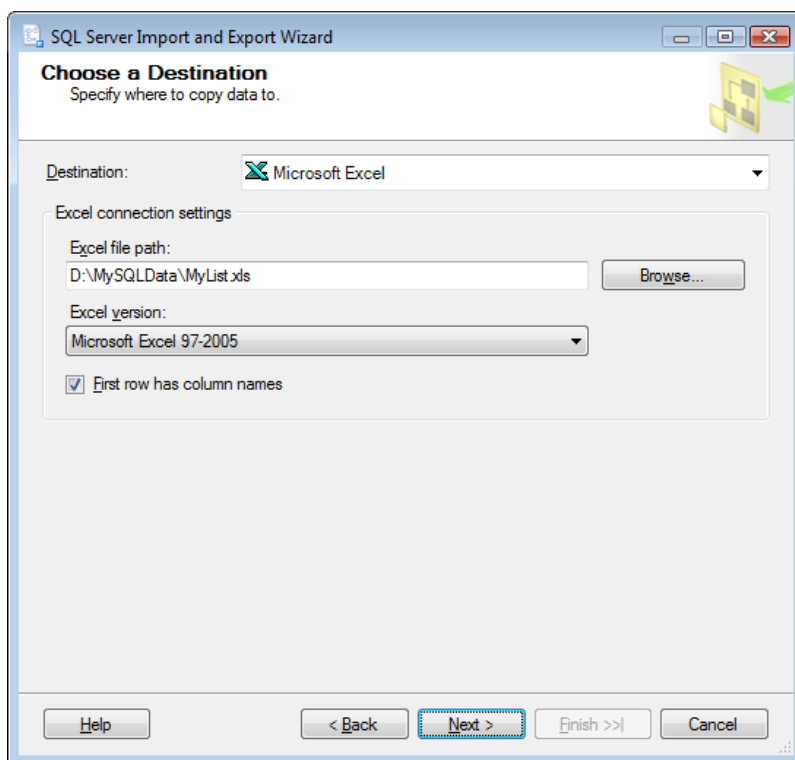 SQL Server Import and Export Wizard
Choose a Destination
Specify where to copy data to.
Destination: Microsoft Excel
Excel connection settings
Excel file path:
D:\MySQLData\MyList.xls Browse...
Excel version:
Microsoft Excel 97-2005
First row has column names
Help < Back Next > Finish >>| Cancel